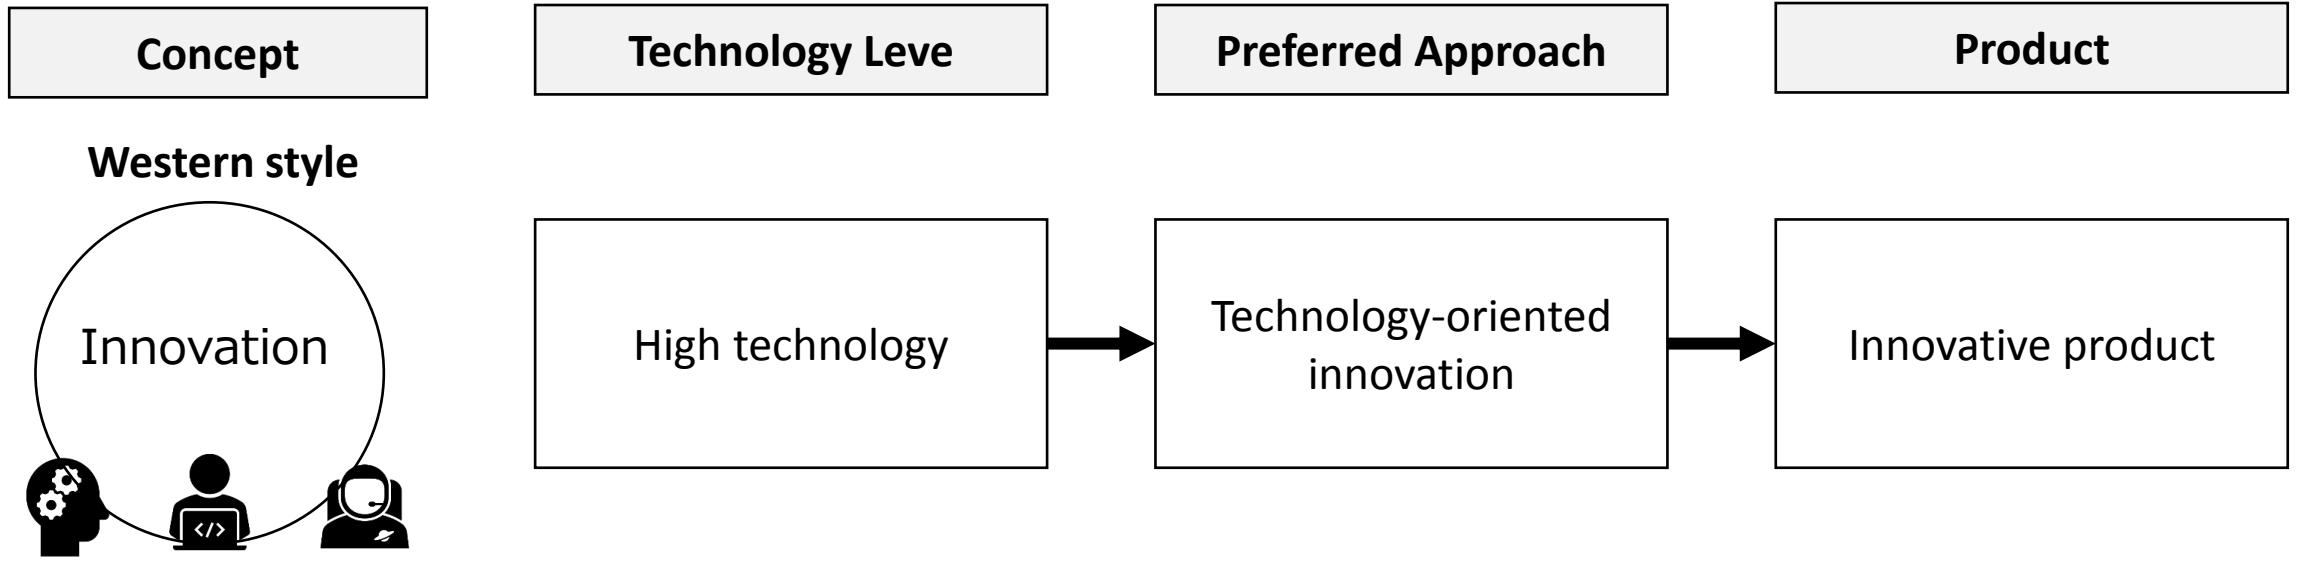 Concept
Technology Leve
Preferred Approach
Product
Western style
Innovation
High technology
Technology-oriented
innovation
Innovative product
</>